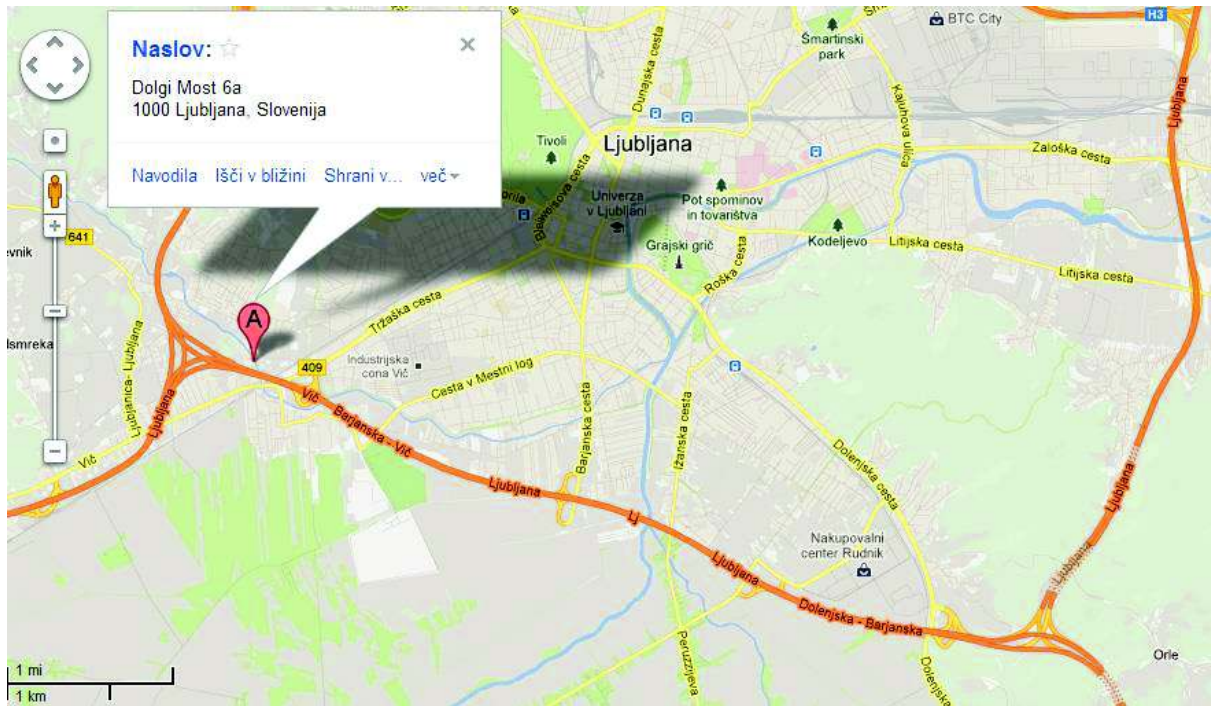 Naslov:
Dolgi Most 6a
1000 Ljubljana, Slovenija
Navodila Išči v bližini Shrani v... več
BTC City
H3
Šmartinski
park
Dunajska cesta
Kajuhova ulica
Ljubljana
Tivoli
Ljubljana
Zaloška cesta
Bleiweisova cesta
Univerza
v Ljubljani
Pot spominov
in tovarištva
Grajski grič
Kodeljevo
Litijska cesta
Litijska cesta
Roška cesta
641
A
Tržaška cesta
Ljubljanica- Ljubljana
409
Industrijska
cona Vič
Cesta v Mestni log
Vič
Ljubljana
Vič
Barjanska - Vič
Barjanska cesta
Ižanska cesta
Dolenjska cesta
Ljubljana
Ljubljana
Lj
Ljubljana
Nakupovalni
center Rudnik
Ljubljana
Dolenjska - Barjanska
Peruzzijeva
Dolenjska
Orle
1 mi
1 km